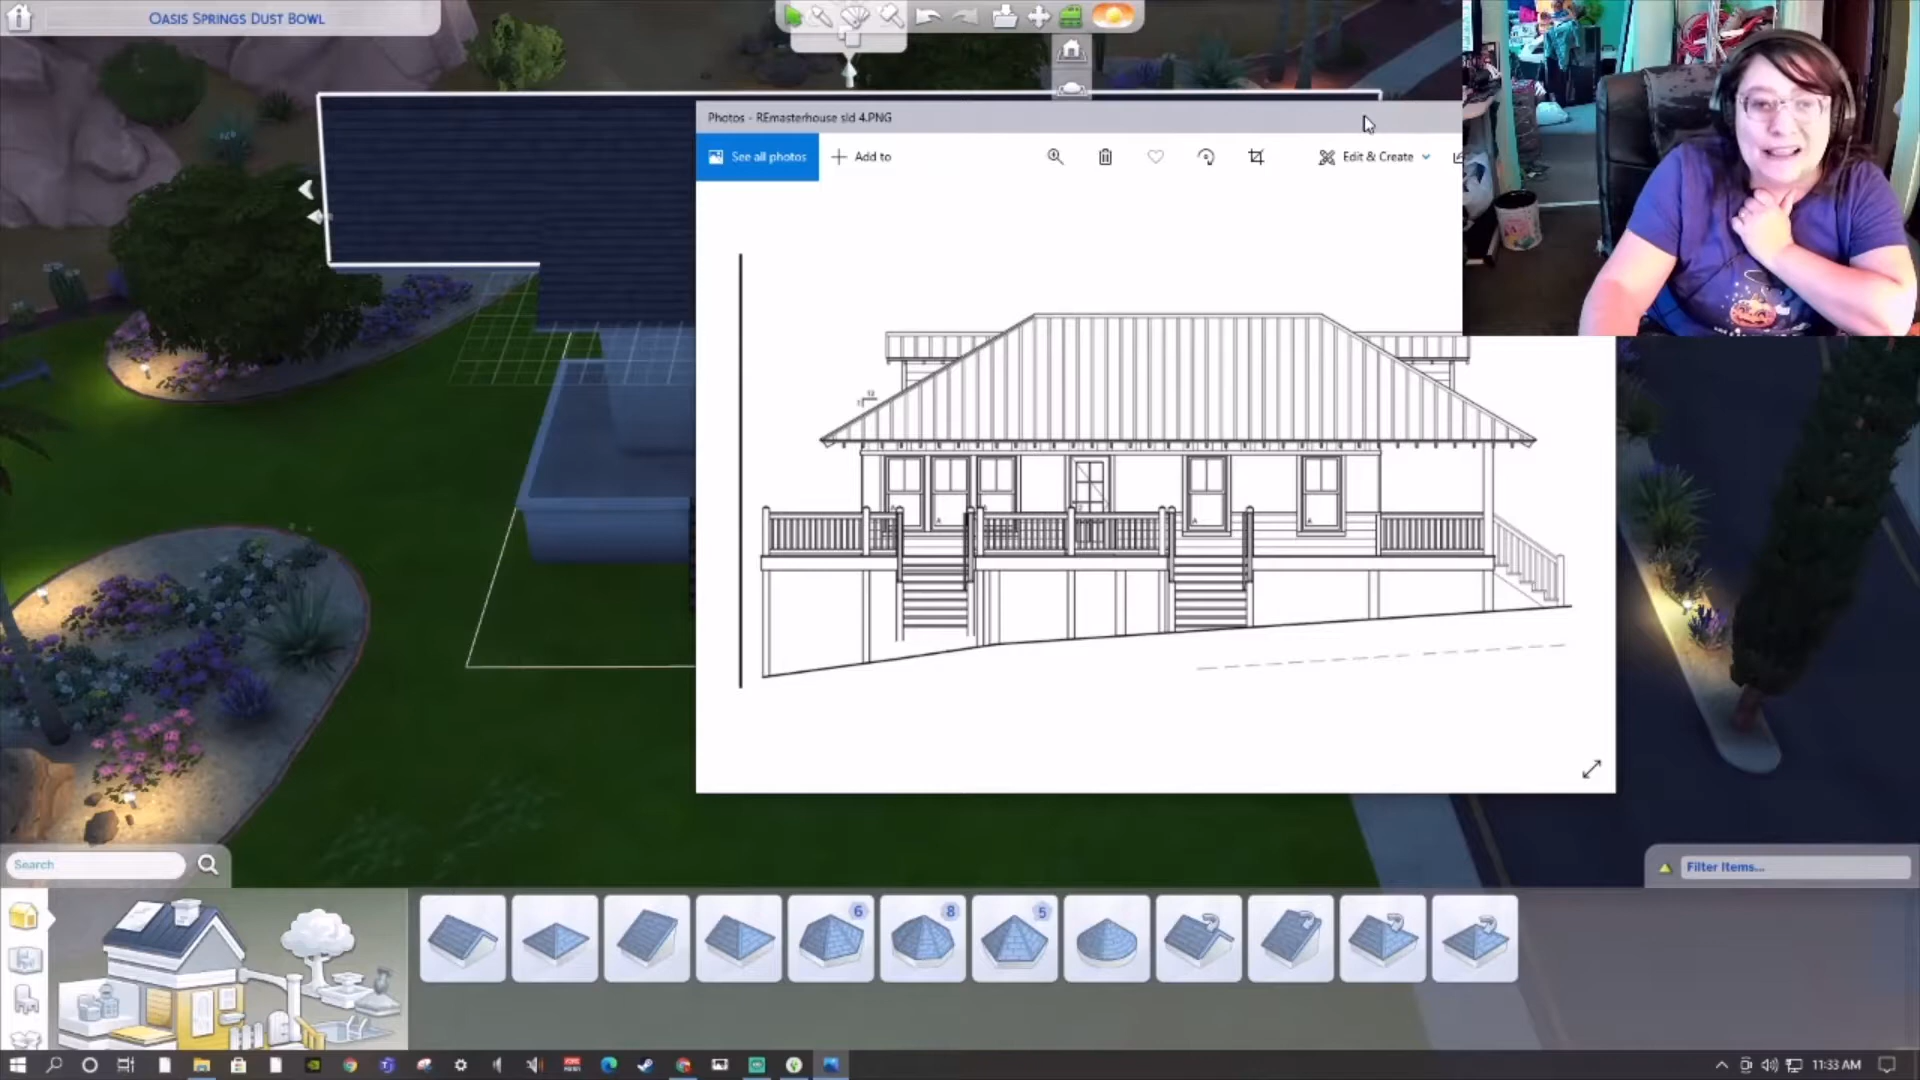 OASIS SPRINGS DUST BOWL
Photos - REmasterhouse sld 4.PNG
See all photos
Add to
Edit & Create
12
A
A
A
A
Search
Filter Items...
6
8
5
11:33 AM